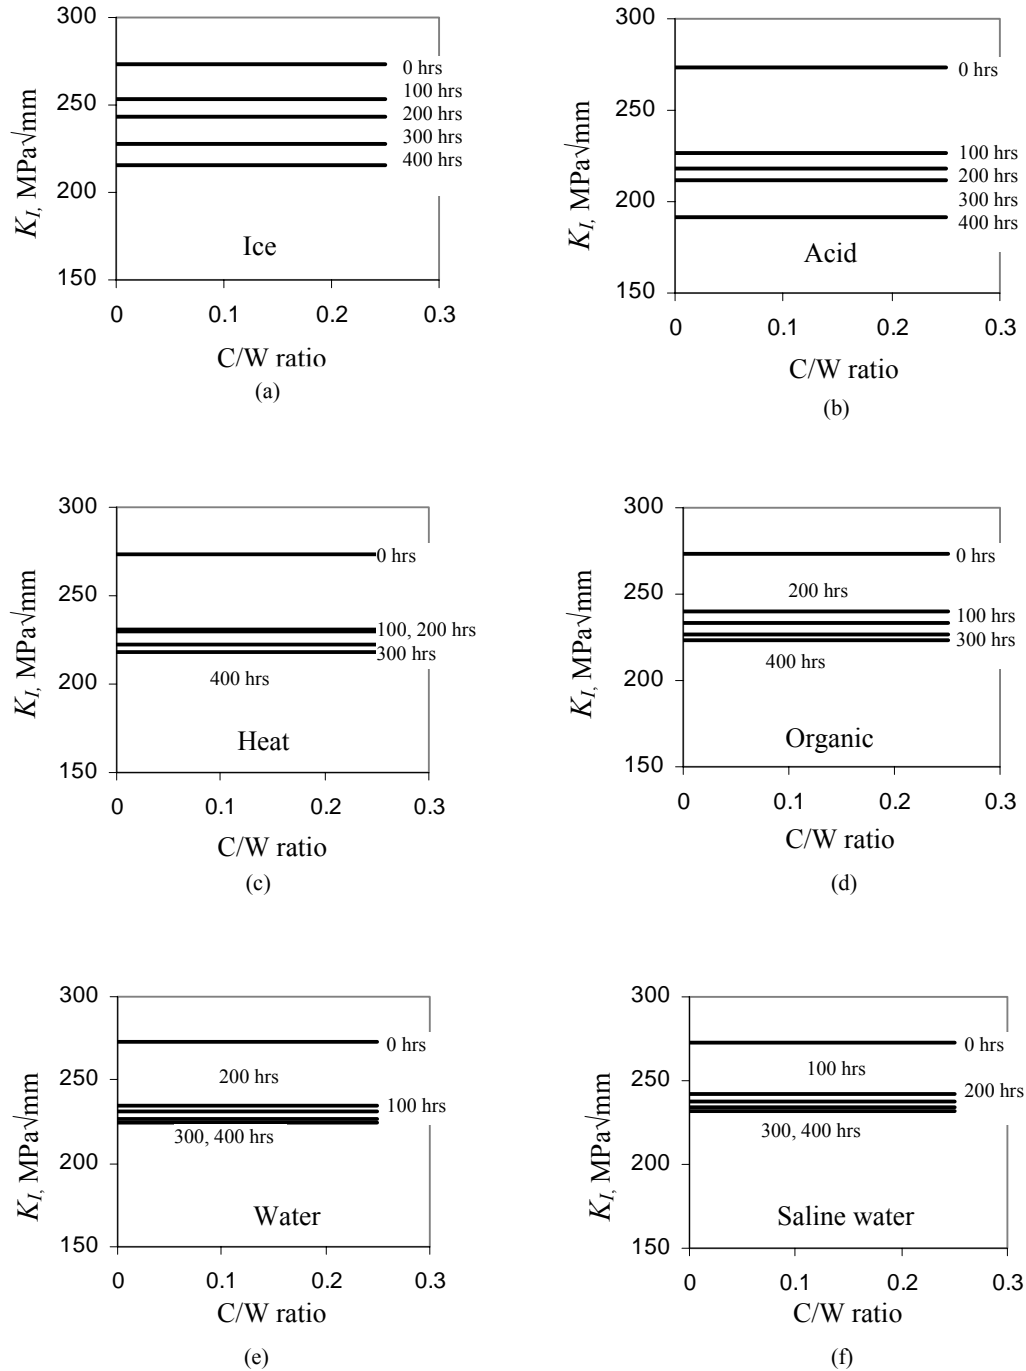 300
250
200
150
K_I, MPa√mm
0 hrs
100 hrs
200 hrs
300 hrs
400 hrs
Ice
0 0.1 0.2 0.3
C/W ratio
(a)
300
250
200
150
K_I, MPa√mm
0 hrs
100 hrs
200 hrs
300 hrs
400 hrs
Acid
0 0.1 0.2 0.3
C/W ratio
(b)
300
250
200
150
K_I, MPa√mm
0 hrs
100, 200 hrs
300 hrs
400 hrs
Heat
0 0.1 0.2 0.3
C/W ratio
(c)
300
250
200
150
K_I, MPa√mm
0 hrs
200 hrs
100 hrs
300 hrs
400 hrs
Organic
0 0.1 0.2 0.3
C/W ratio
(d)
300
250
200
150
K_I, MPa√mm
0 hrs
200 hrs
100 hrs
300, 400 hrs
Water
0 0.1 0.2 0.3
C/W ratio
(e)
300
250
200
150
K_I, MPa√mm
0 hrs
100 hrs
200 hrs
300, 400 hrs
Saline water
0 0.1 0.2 0.3
C/W ratio
(f)